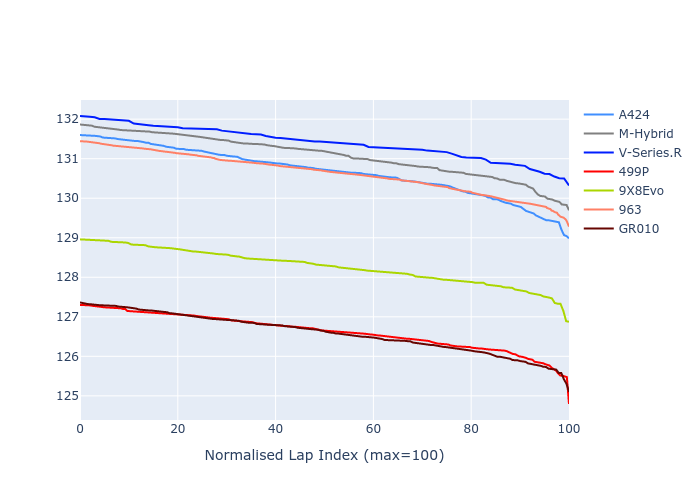 132
131
130
129
128
127
126
125
0 20 40 60 80 100
Normalised Lap Index (max=100)
A424
M-Hybrid
V-Series.R
499P
9X8Evo
963
GR010